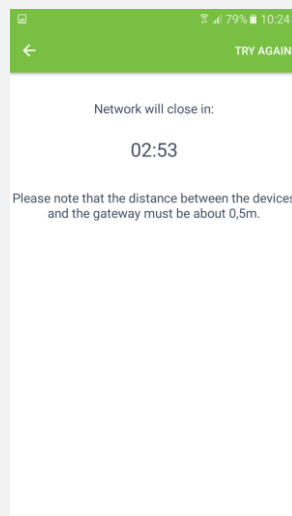 79% 10:24
TRY AGAIN
Network will close in:
02:53
Please note that the distance between the devices
and the gateway must be about 0,5m.